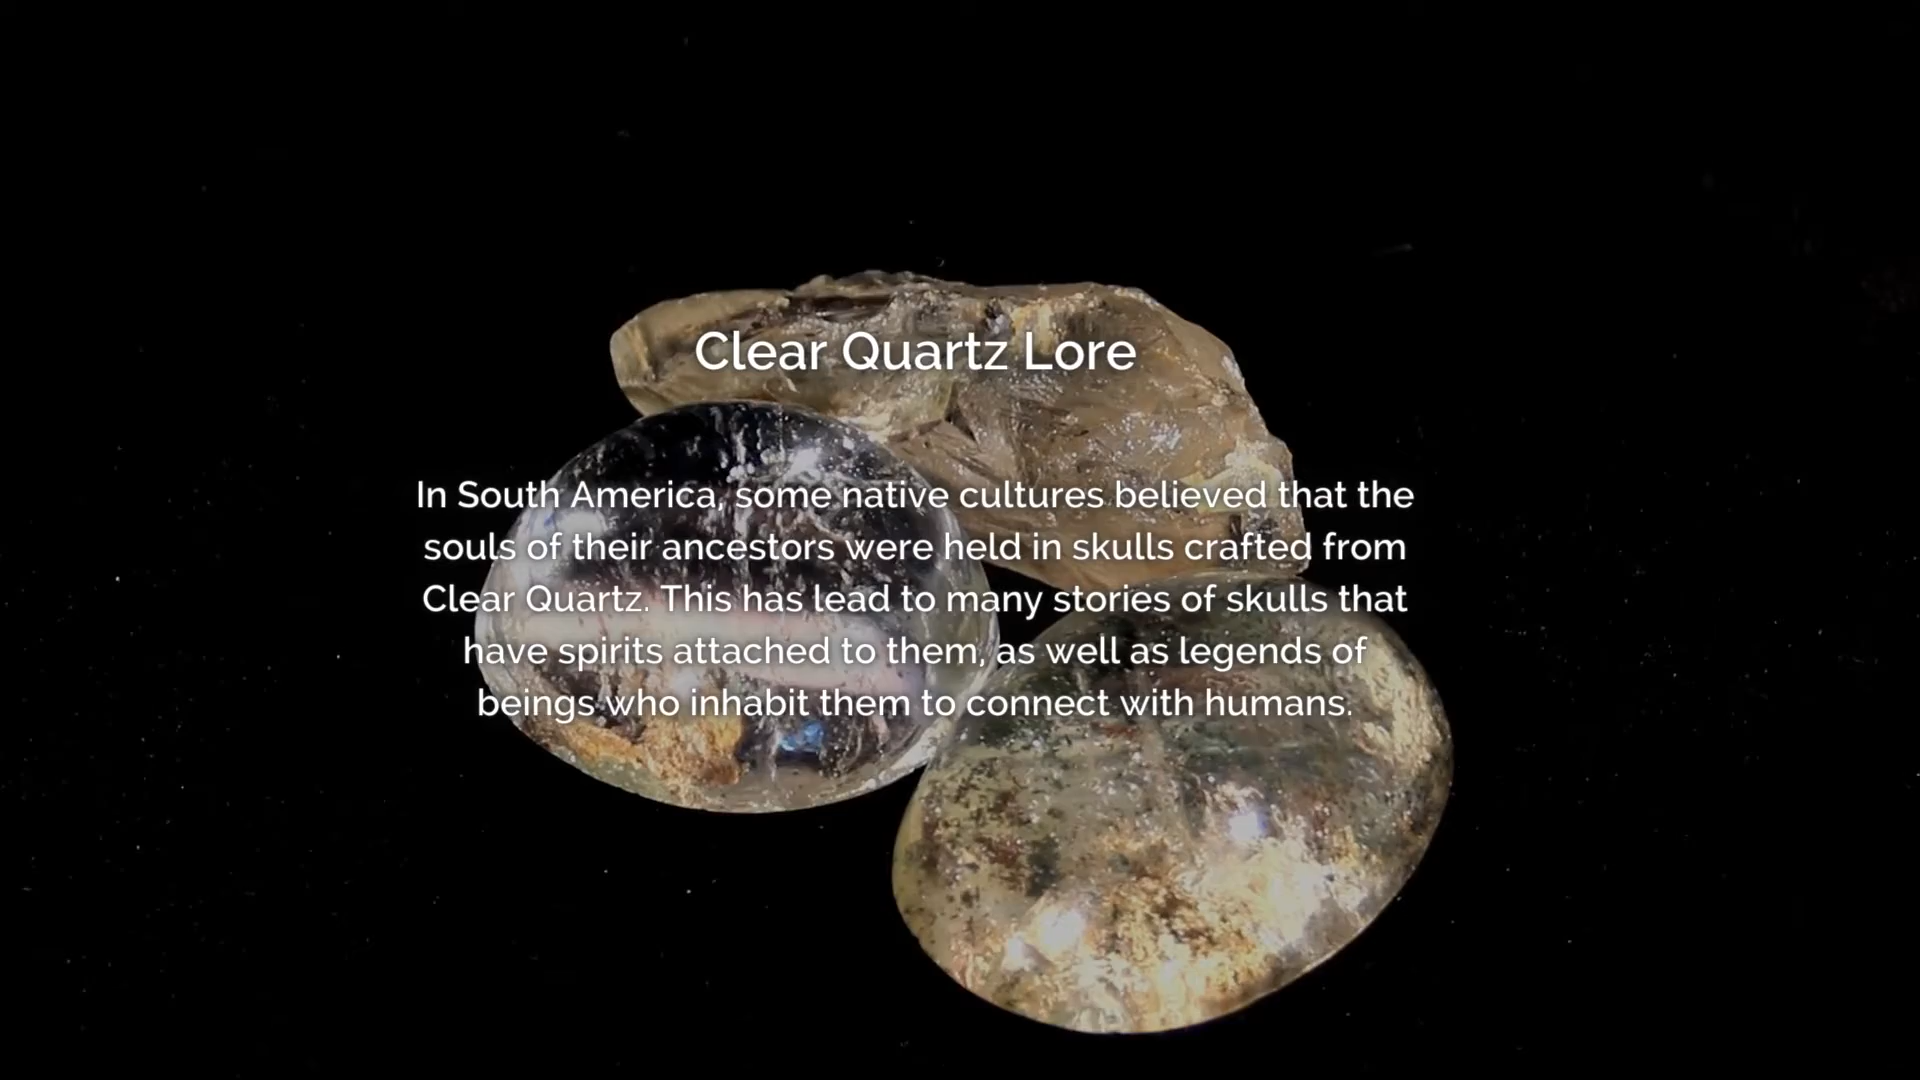 Clear Quartz Lore
In South America, some native cultures believed that the
souls of their ancestors were held in skulls crafted from
Clear Quartz. This has lead to many stories of skulls that
have spirits attached to them, as well as legends of
beings who inhabit them to connect with humans.